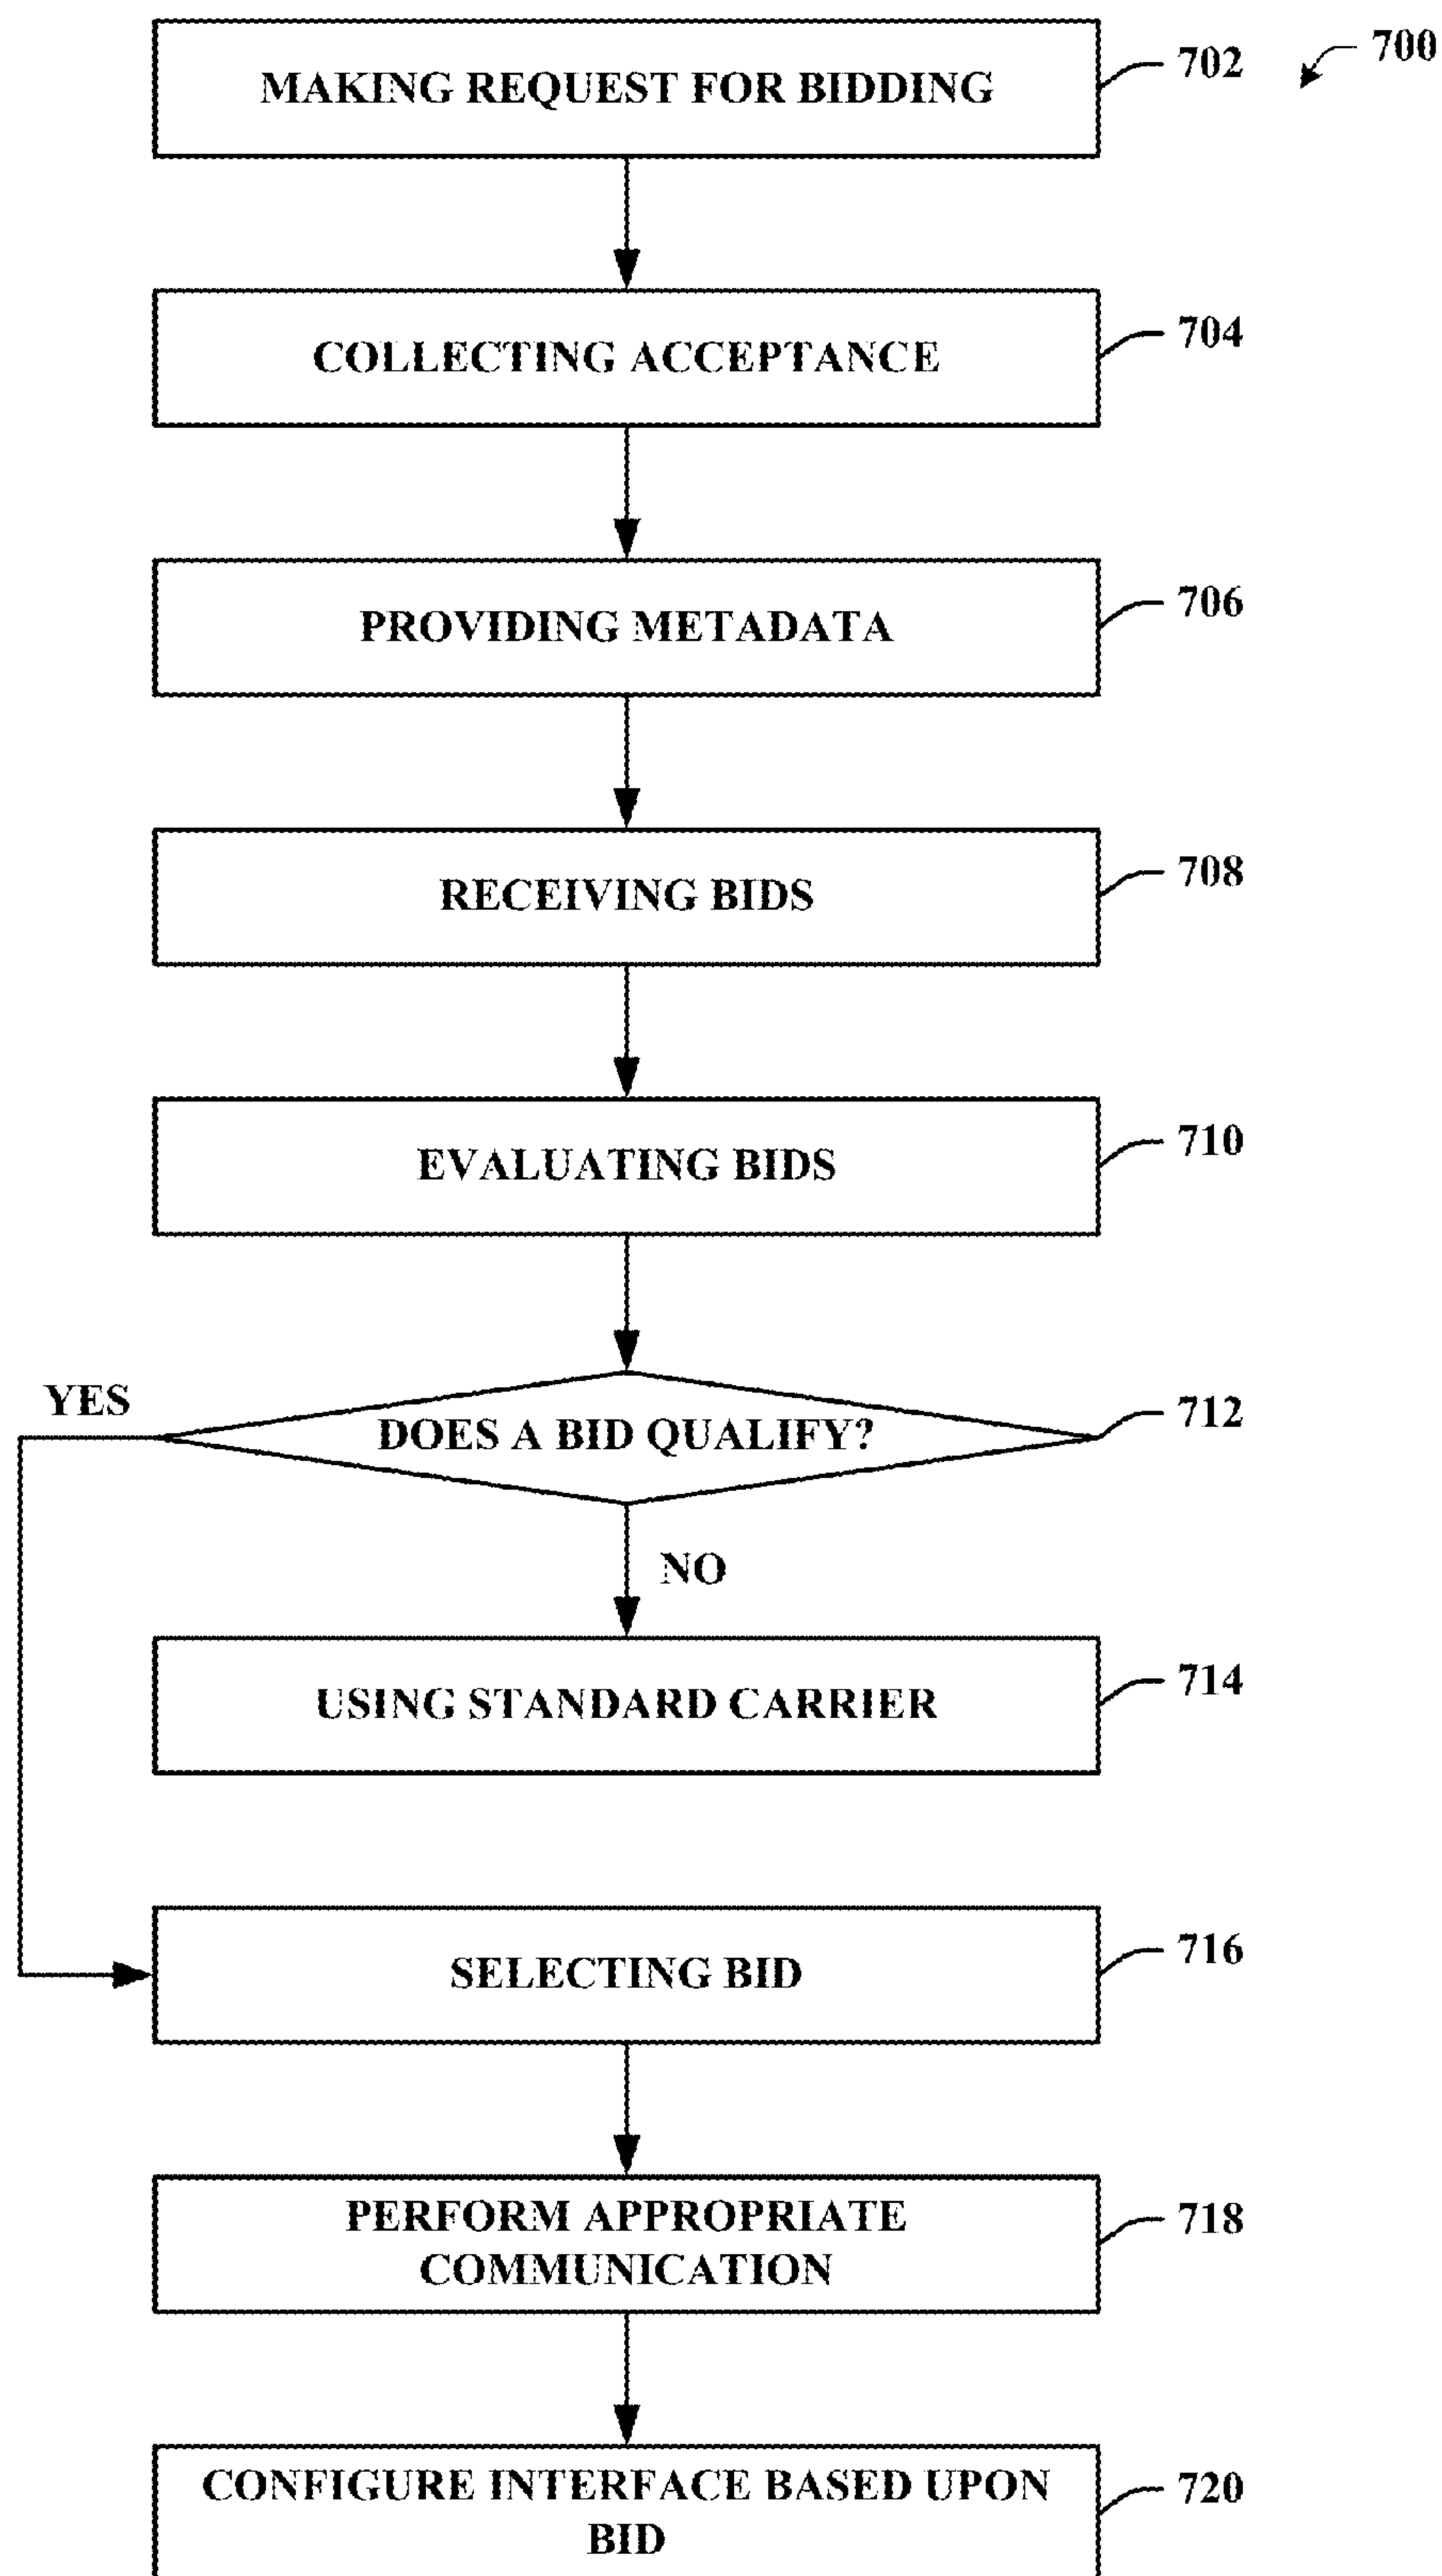 700
MAKING REQUEST FOR BIDDING
702
COLLECTING ACCEPTANCE
704
PROVIDING METADATA
706
RECEIVING BIDS
708
EVALUATING BIDS
710
YES
DOES A BID QUALIFY?
712
NO
USING STANDARD CARRIER
714
SELECTING BID
716
PERFORM APPROPRIATE
COMMUNICATION
718
CONFIGURE INTERFACE BASED UPON
BID
720